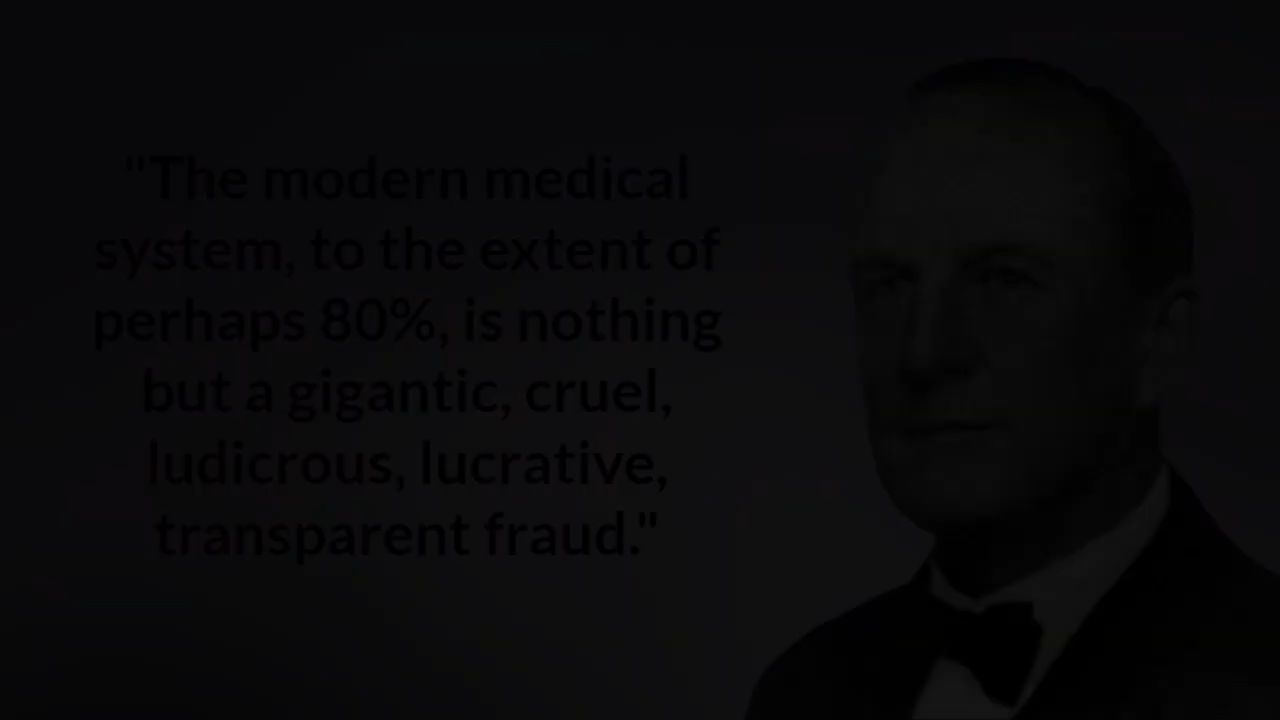 "The modern medical
system, to the extent of
perhaps 80%, is nothing
but a gigantic, cruel,
ludicrous, lucrative,
transparent fraud."